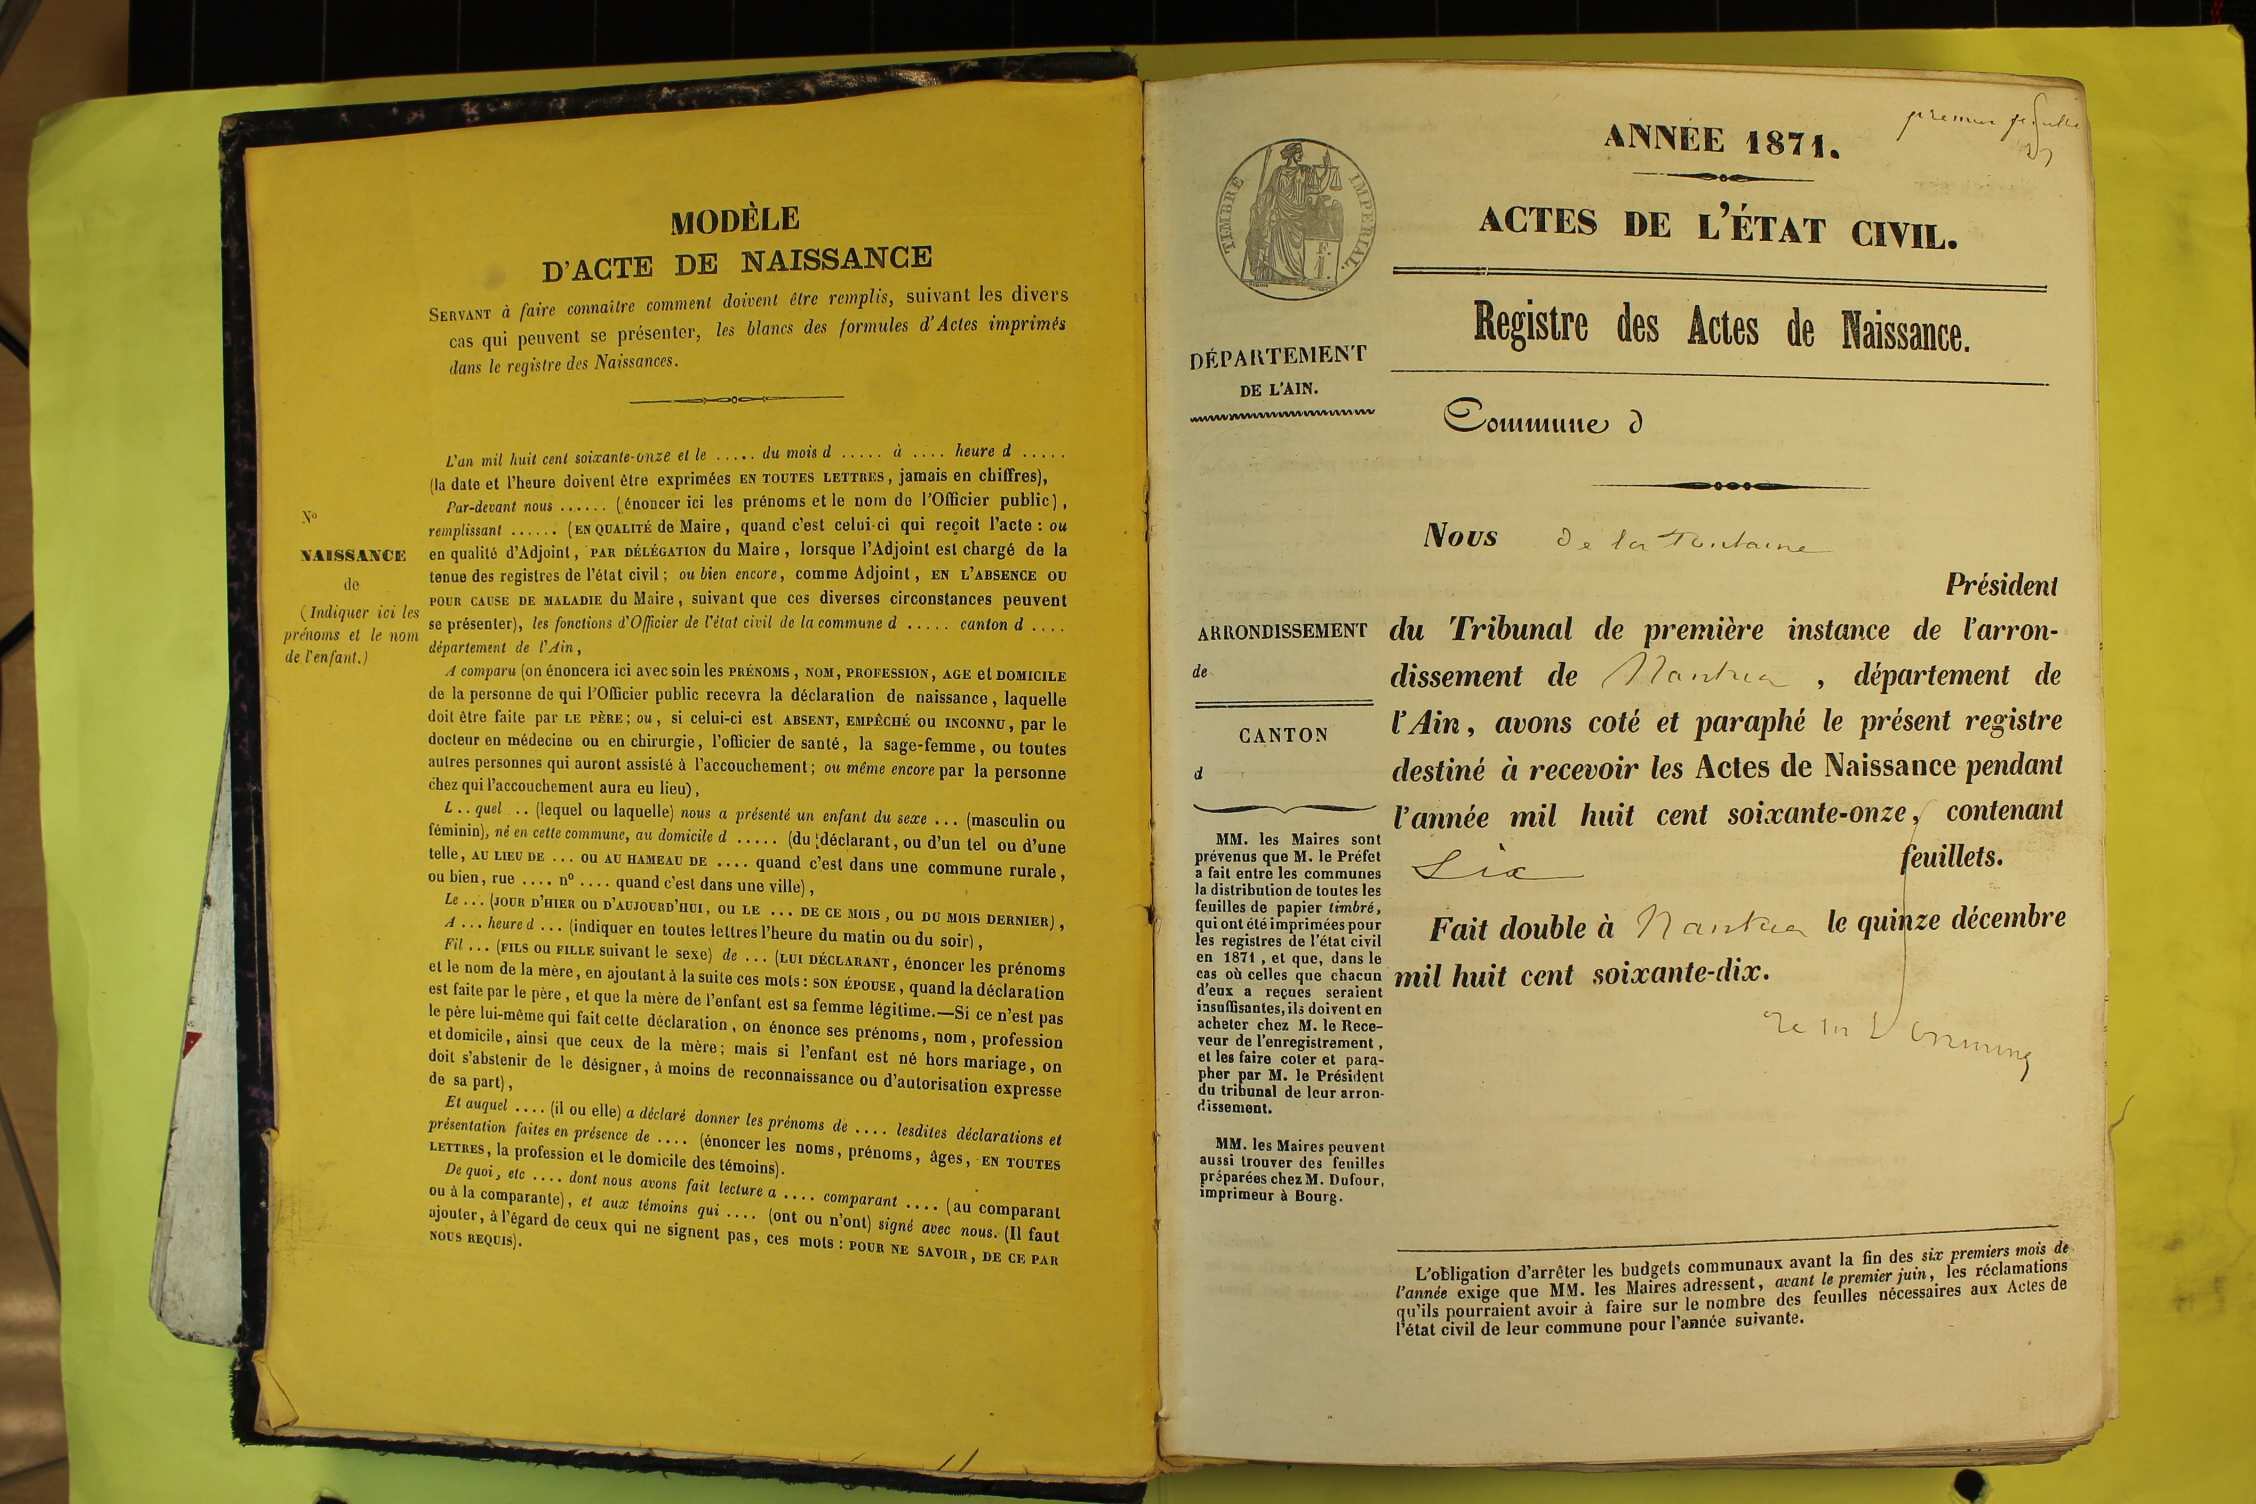 MODÈLE
D'ACTE DE NAISSANCE
SERVANT à faire connaître comment doivent être remplis, suivant les divers
cas qui peuvent se présenter, les blancs des formules d'Actes imprimés
dans le registre des Naissances.
N°
NAISSANCE
de
(Indiquer ici les
prénoms et le nom
de l'enfant.)
L'an mil huit cent soixante-onze et le ..... du mois d ..... à .... heure d .....
(la date et l'heure doivent être exprimées EN TOUTES LETTRES, jamais en chiffres),
Par-devant nous ...... (énoncer ici les prénoms et le nom de l'Officier public),
remplissant ...... (EN QUALITÉ de Maire, quand c'est celui-ci qui reçoit l'acte : ou
en qualité d'Adjoint, PAR DÉLÉGATION du Maire, lorsque l'Adjoint est chargé de la
tenue des registres de l'état civil; ou bien encore, comme Adjoint, EN L'ABSENCE OU
POUR CAUSE DE MALADIE du Maire, suivant que ces diverses circonstances peuvent
se présenter), les fonctions d'Officier de l'état civil de la commune d ..... canton d ....
département de l'Ain,
A comparu (on énoncera ici avec soin les PRÉNOMS, NOM, PROFESSION, AGE et DOMICILE
de la personne de qui l'Officier public recevra la déclaration de naissance, laquelle
doit être faite par LE PÈRE; ou, si celui-ci est ABSENT, EMPÊCHÉ OU INCONNU, par le
docteur en médecine ou en chirurgie, l'officier de santé, la sage-femme, ou toutes
autres personnes qui auront assisté à l'accouchement; ou même encore par la personne
chez qui l'accouchement aura eu lieu),
L .. quel .. (lequel ou laquelle) nous a présenté un enfant du sexe ... (masculin ou
féminin), né en cette commune, au domicile d ..... (du déclarant, ou d'un tel ou d'une
telle, AU LIEU DE ... OU AU HAMEAU DE .... quand c'est dans une commune rurale,
ou bien, rue .... n° .... quand c'est dans une ville),
Le ... (JOUR D'HIER OU D'AUJOURD'HUI, OU LE ... DE CE MOIS, OU DU MOIS DERNIER),
A ... heure d ... (indiquer en toutes lettres l'heure du matin ou du soir),
Fil ... (FILS OU FILLE suivant le sexe) de ... (LUI DÉCLARANT, énoncer les prénoms
et le nom de la mère, en ajoutant à la suite ces mots : SON ÉPOUSE, quand la déclaration
est faite par le père, et que la mère de l'enfant est sa femme légitime.—Si ce n'est pas
le père lui-même qui fait cette déclaration, on énonce ses prénoms, nom, profession
et domicile, ainsi que ceux de la mère; mais si l'enfant est né hors mariage, on
doit s'abstenir de le désigner, à moins de reconnaissance ou d'autorisation expresse
de sa part),
Et auquel .... (il ou elle) a déclaré donner les prénoms de .... lesdites déclarations et
présentation faites en présence de .... (énoncer les noms, prénoms, âges, EN TOUTES
LETTRES, la profession et le domicile des témoins).
De quoi, etc .... dont nous avons fait lecture a .... comparant .... (au comparant
ou à la comparante), et aux témoins qui .... (ont ou n'ont) signé avec nous. (Il faut
ajouter, à l'égard de ceux qui ne signent pas, ces mots : POUR NE SAVOIR, DE CE PAR
NOUS REQUIS).
premier feuillet
ANNÉE 1871.
ACTES DE L'ÉTAT CIVIL.
TIMBRE IMPÉRIAL.
F.
1.
Registre des Actes de Naissance.
DÉPARTEMENT
DE L'AIN.
Commune d
Nous de la Fontaine
Président
du Tribunal de première instance de l'arron-
dissement de Nantua, département de
l'Ain, avons coté et paraphé le présent registre
destiné à recevoir les Actes de Naissance pendant
l'année mil huit cent soixante-onze, contenant
Six feuillets.
Fait double à Nantua le quinze décembre
mil huit cent soixante-dix.
ARRONDISSEMENT
de
CANTON
d
MM. les Maires sont
prévenus que M. le Préfet
a fait entre les communes
la distribution de toutes les
feuilles de papier timbré,
qui ont été imprimées pour
les registres de l'état civil
en 1871, et que, dans le
cas où celles que chacun
d'eux a reçues seraient
insuffisantes, ils doivent en
acheter chez M. le Rece-
veur de l'enregistrement,
et les faire coter et para-
pher par M. le Président
du tribunal de leur arron-
dissement.
MM. les Maires peuvent
aussi trouver des feuilles
préparées chez M. Dufour,
imprimeur à Bourg.
L'obligation d'arrêter les budgets communaux avant la fin des six premiers mois de
l'année exige que MM. les Maires adressent, avant le premier juin, les réclamations
qu'ils pourraient avoir à faire sur le nombre des feuilles nécessaires aux Actes de
l'état civil de leur commune pour l'année suivante.